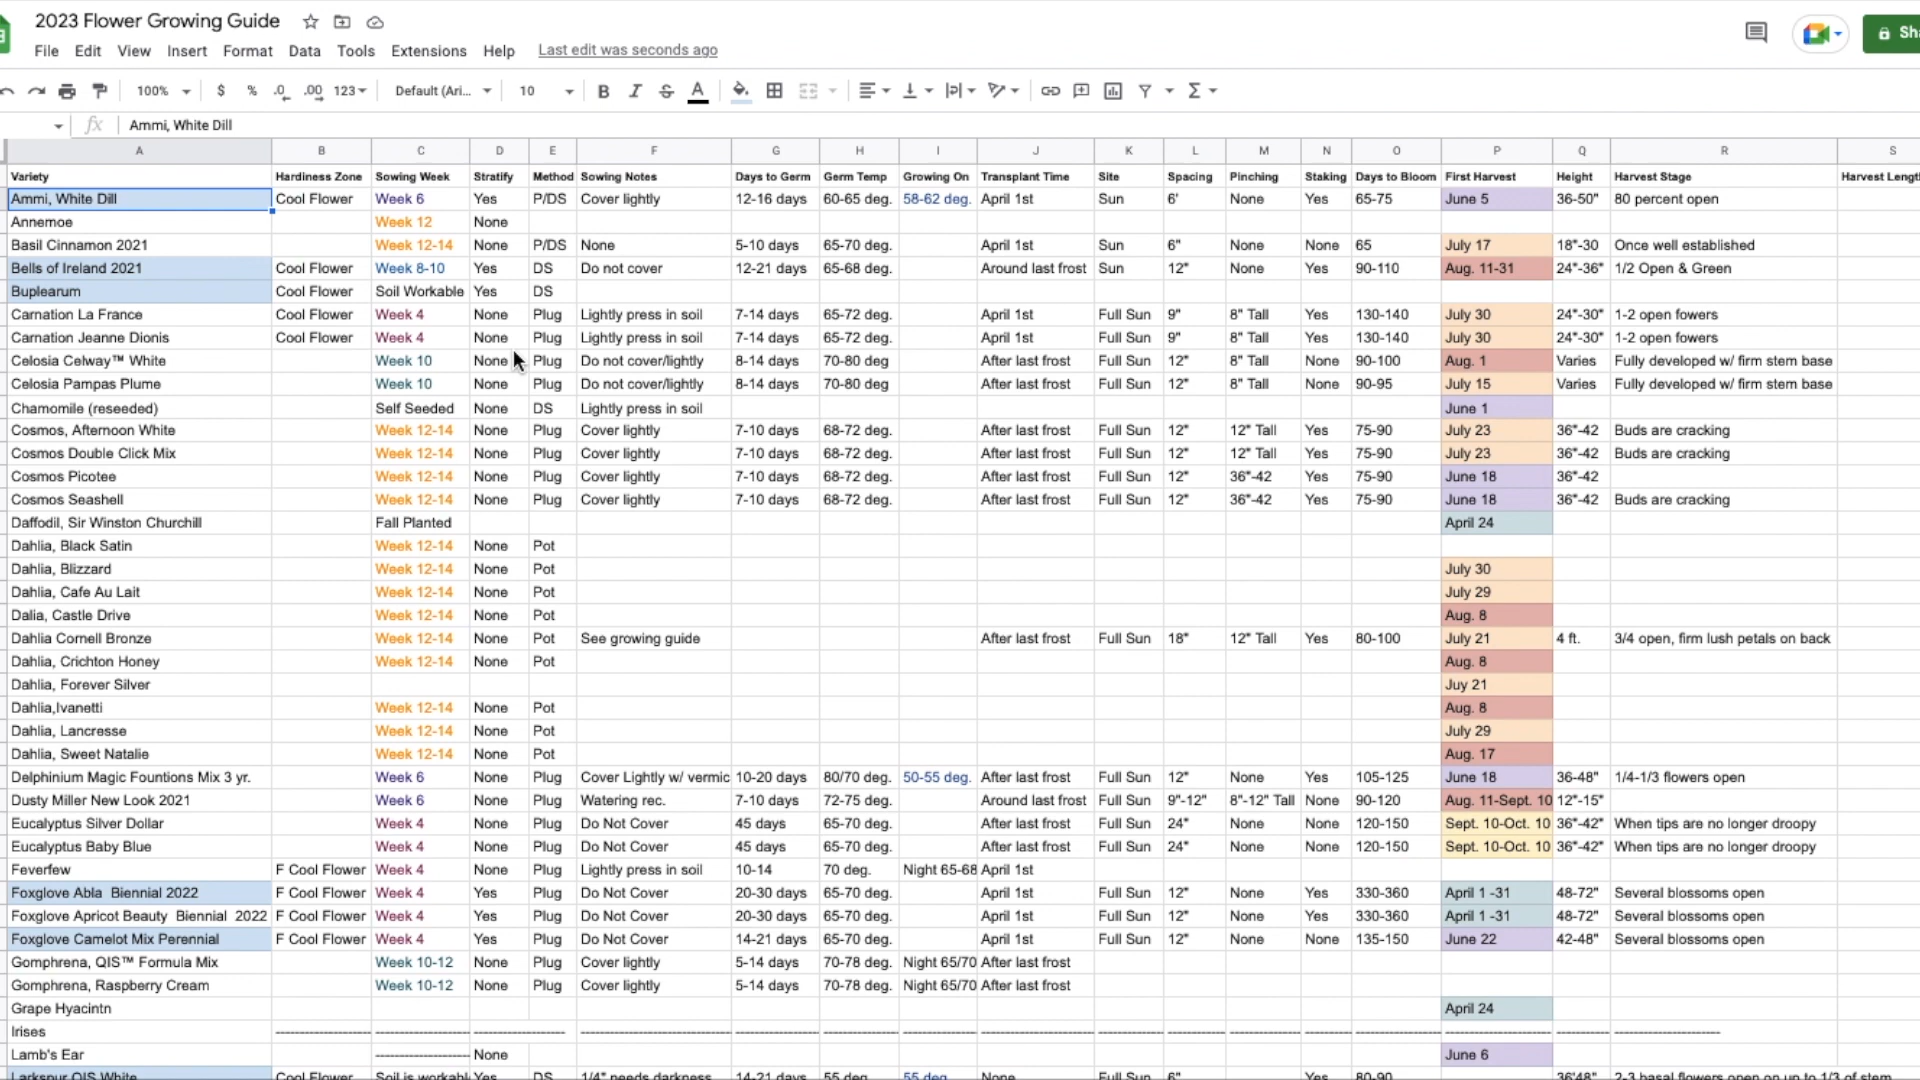 2023 Flower Growing Guide
File Edit View Insert Format Data Tools Extensions Help Last edit was seconds ago
100% $ % .0 .00 123 Default (Ari... 10 B I S A Σ
fx Ammi, White Dill
A B C D E F G H I J K L M N O P Q R S
Variety Hardiness Zone Sowing Week Stratify Method Sowing Notes Days to Germ Germ Temp Growing On Transplant Time Site Spacing Pinching Staking Days to Bloom First Harvest Height Harvest Stage Harvest Length
Ammi, White Dill Cool Flower Week 6 Yes P/DS Cover lightly 12-16 days 60-65 deg. 58-62 deg. April 1st Sun 6' None Yes 65-75 June 5 36-50" 80 percent open
Annemoe Week 12 None
Basil Cinnamon 2021 Week 12-14 None P/DS None 5-10 days 65-70 deg. April 1st Sun 6" None None 65 July 17 18"-30 Once well established
Bells of Ireland 2021 Cool Flower Week 8-10 Yes DS Do not cover 12-21 days 65-68 deg. Around last frost Sun 12" None Yes 90-110 Aug. 11-31 24"-36" 1/2 Open & Green
Buplearum Cool Flower Soil Workable Yes DS
Carnation La France Cool Flower Week 4 None Plug Lightly press in soil 7-14 days 65-72 deg. April 1st Full Sun 9" 8" Tall Yes 130-140 July 30 24"-30" 1-2 open fowers
Carnation Jeanne Dionis Cool Flower Week 4 None Plug Lightly press in soil 7-14 days 65-72 deg. April 1st Full Sun 9" 8" Tall Yes 130-140 July 30 24"-30" 1-2 open fowers
Celosia Celway™ White Week 10 None Plug Do not cover/lightly 8-14 days 70-80 deg After last frost Full Sun 12" 8" Tall None 90-100 Aug. 1 Varies Fully developed w/ firm stem base
Celosia Pampas Plume Week 10 None Plug Do not cover/lightly 8-14 days 70-80 deg After last frost Full Sun 12" 8" Tall None 90-95 July 15 Varies Fully developed w/ firm stem base
Chamomile (reseeded) Self Seeded None DS Lightly press in soil June 1
Cosmos, Afternoon White Week 12-14 None Plug Cover lightly 7-10 days 68-72 deg. After last frost Full Sun 12" 12" Tall Yes 75-90 July 23 36"-42 Buds are cracking
Cosmos Double Click Mix Week 12-14 None Plug Cover lightly 7-10 days 68-72 deg. After last frost Full Sun 12" 12" Tall Yes 75-90 July 23 36"-42 Buds are cracking
Cosmos Picotee Week 12-14 None Plug Cover lightly 7-10 days 68-72 deg. After last frost Full Sun 12" 36"-42 Yes 75-90 June 18 36"-42
Cosmos Seashell Week 12-14 None Plug Cover lightly 7-10 days 68-72 deg. After last frost Full Sun 12" 36"-42 Yes 75-90 June 18 36"-42 Buds are cracking
Daffodil, Sir Winston Churchill Fall Planted April 24
Dahlia, Black Satin Week 12-14 None Pot
Dahlia, Blizzard Week 12-14 None Pot July 30
Dahlia, Cafe Au Lait Week 12-14 None Pot July 29
Dalia, Castle Drive Week 12-14 None Pot Aug. 8
Dahlia Cornell Bronze Week 12-14 None Pot See growing guide After last frost Full Sun 18" 12" Tall Yes 80-100 July 21 4 ft. 3/4 open, firm lush petals on back
Dahlia, Crichton Honey Week 12-14 None Pot Aug. 8
Dahlia, Forever Silver Juy 21
Dahlia,Ivanetti Week 12-14 None Pot Aug. 8
Dahlia, Lancresse Week 12-14 None Pot July 29
Dahlia, Sweet Natalie Week 12-14 None Pot Aug. 17
Delphinium Magic Fountions Mix 3 yr. Week 6 None Plug Cover Lightly w/ vermic 10-20 days 80/70 deg. 50-55 deg. After last frost Full Sun 12" None Yes 105-125 June 18 36-48" 1/4-1/3 flowers open
Dusty Miller New Look 2021 Week 6 None Plug Watering rec. 7-10 days 72-75 deg. Around last frost Full Sun 9"-12" 8"-12" Tall None 90-120 Aug. 11-Sept. 10 12"-15"
Eucalyptus Silver Dollar Week 4 None Plug Do Not Cover 45 days 65-70 deg. After last frost Full Sun 24" None None 120-150 Sept. 10-Oct. 10 36"-42" When tips are no longer droopy
Eucalyptus Baby Blue Week 4 None Plug Do Not Cover 45 days 65-70 deg. After last frost Full Sun 24" None None 120-150 Sept. 10-Oct. 10 36"-42" When tips are no longer droopy
Feverfew F Cool Flower Week 4 None Plug Lightly press in soil 10-14 70 deg. Night 65-68 April 1st
Foxglove Abla Biennial 2022 F Cool Flower Week 4 Yes Plug Do Not Cover 20-30 days 65-70 deg. April 1st Full Sun 12" None Yes 330-360 April 1 -31 48-72" Several blossoms open
Foxglove Apricot Beauty Biennial 2022 F Cool Flower Week 4 Yes Plug Do Not Cover 20-30 days 65-70 deg. April 1st Full Sun 12" None Yes 330-360 April 1 -31 48-72" Several blossoms open
Foxglove Camelot Mix Perennial F Cool Flower Week 4 Yes Plug Do Not Cover 14-21 days 65-70 deg. April 1st Full Sun 12" None None 135-150 June 22 42-48" Several blossoms open
Gomphrena, QIS™ Formula Mix Week 10-12 None Plug Cover lightly 5-14 days 70-78 deg. Night 65/70 After last frost
Gomphrena, Raspberry Cream Week 10-12 None Plug Cover lightly 5-14 days 70-78 deg. Night 65/70 After last frost
Grape Hyacintn April 24
Irises
Lamb's Ear None June 6
Larkspur QIS White Cool Flower Soil is workabl Yes DS 1/4" needs darkness 14-21 days 55 deg. 55 deg. None Full Sun 6" Yes 80-90 36'48" 2-3 basal flowers open on up to 1/3 of stem